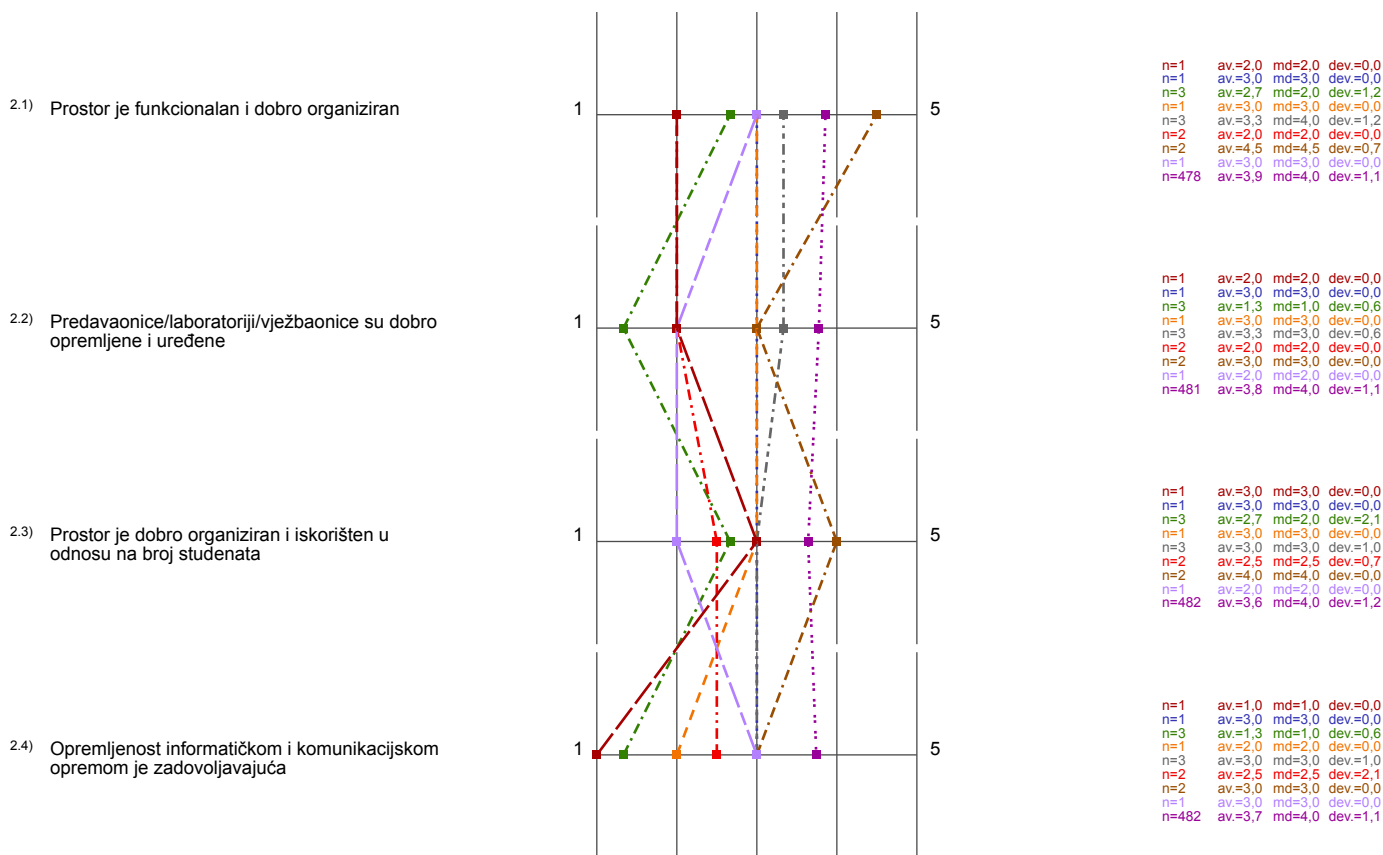 2.1) Prostor je funkcionalan i dobro organiziran
1 5
n=1 av.=2,0 md=2,0 dev.=0,0
n=1 av.=3,0 md=3,0 dev.=0,0
n=3 av.=2,7 md=2,0 dev.=1,2
n=1 av.=3,0 md=3,0 dev.=0,0
n=3 av.=3,3 md=4,0 dev.=1,2
n=2 av.=2,0 md=2,0 dev.=0,0
n=2 av.=4,5 md=4,5 dev.=0,7
n=1 av.=3,0 md=3,0 dev.=0,0
n=478 av.=3,9 md=4,0 dev.=1,1
2.2) Predavaonice/laboratoriji/vježbaonice su dobro
opremljene i uređene
1 5
n=1 av.=2,0 md=2,0 dev.=0,0
n=1 av.=3,0 md=3,0 dev.=0,0
n=3 av.=1,3 md=1,0 dev.=0,6
n=1 av.=3,0 md=3,0 dev.=0,0
n=3 av.=3,3 md=3,0 dev.=0,6
n=2 av.=2,0 md=2,0 dev.=0,0
n=2 av.=3,0 md=3,0 dev.=0,0
n=1 av.=2,0 md=2,0 dev.=0,0
n=481 av.=3,8 md=4,0 dev.=1,1
2.3) Prostor je dobro organiziran i iskorišten u
odnosu na broj studenata
1 5
n=1 av.=3,0 md=3,0 dev.=0,0
n=1 av.=3,0 md=3,0 dev.=0,0
n=3 av.=2,7 md=2,0 dev.=2,1
n=1 av.=3,0 md=3,0 dev.=0,0
n=3 av.=3,0 md=3,0 dev.=1,0
n=2 av.=2,5 md=2,5 dev.=0,7
n=2 av.=4,0 md=4,0 dev.=0,0
n=1 av.=2,0 md=2,0 dev.=0,0
n=482 av.=3,6 md=4,0 dev.=1,2
2.4) Opremljenost informatičkom i komunikacijskom
opremom je zadovoljavajuća
1 5
n=1 av.=1,0 md=1,0 dev.=0,0
n=1 av.=3,0 md=3,0 dev.=0,0
n=3 av.=1,3 md=1,0 dev.=0,6
n=1 av.=2,0 md=2,0 dev.=0,0
n=3 av.=3,0 md=3,0 dev.=1,0
n=2 av.=2,5 md=2,5 dev.=2,1
n=2 av.=3,0 md=3,0 dev.=0,0
n=1 av.=3,0 md=3,0 dev.=0,0
n=482 av.=3,7 md=4,0 dev.=1,1